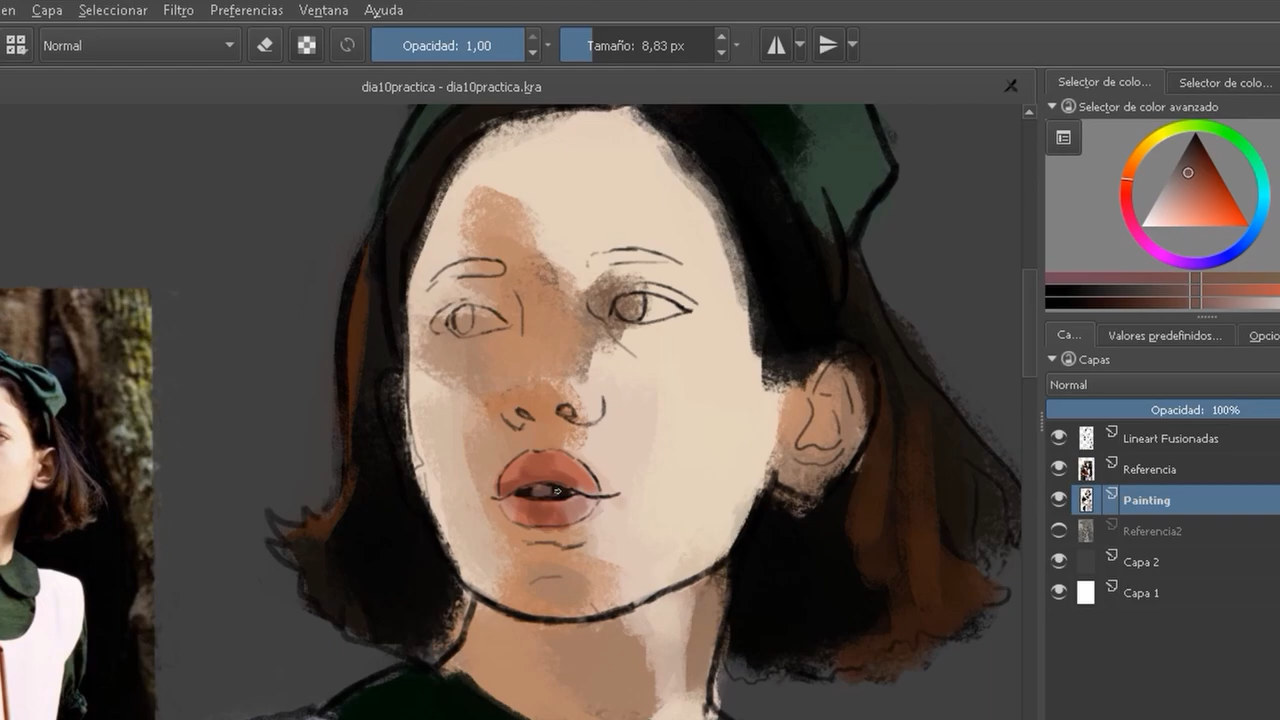 en Capa Seleccionar Filtro Preferencias Ventana Ayuda
Normal Opacidad: 1,00 Tamaño: 8,83 px
dia10practica - dia10practica.kra
Selector de colo... Selector de colo...
Selector de color avanzado
Ca... Valores predefinidos... Opcio
Capas
Normal
Opacidad: 100%
Lineart Fusionadas
Referencia
Painting
Referencia2
Capa 2
Capa 1